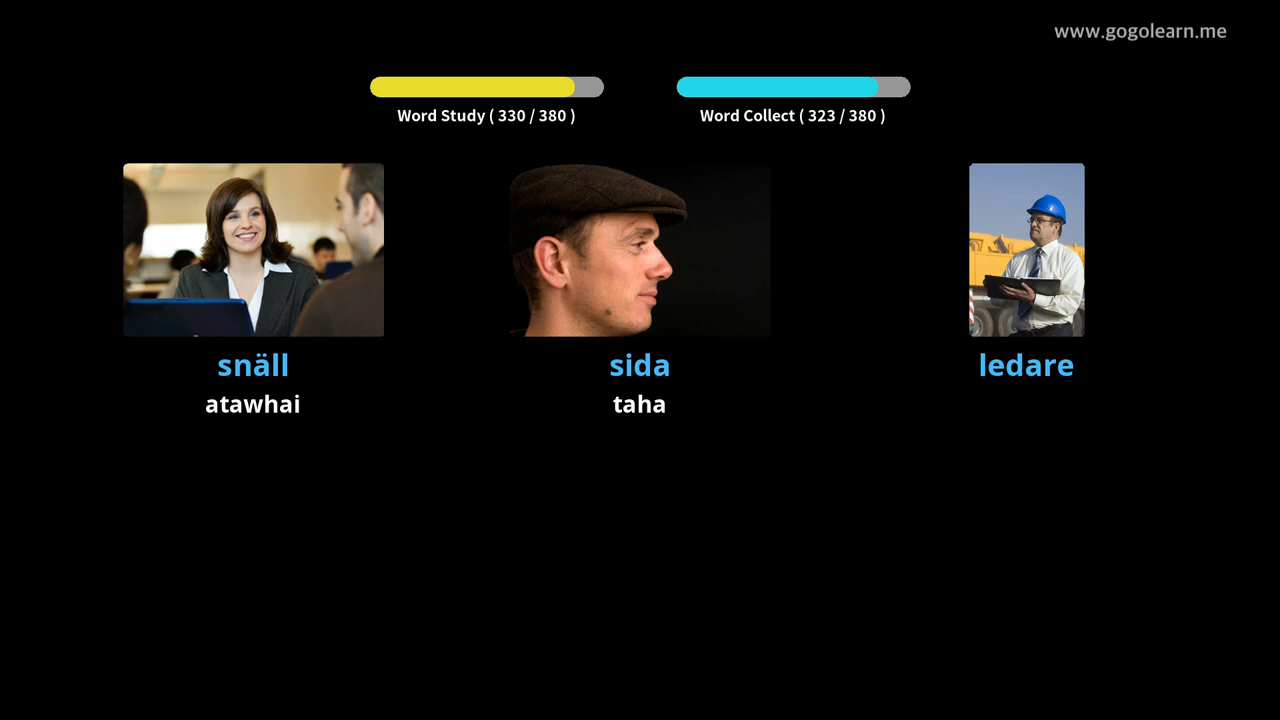 www.gogolearn.me
Word Study ( 330 / 380 )
Word Collect ( 323 / 380 )
snäll
sida
ledare
atawhai
taha